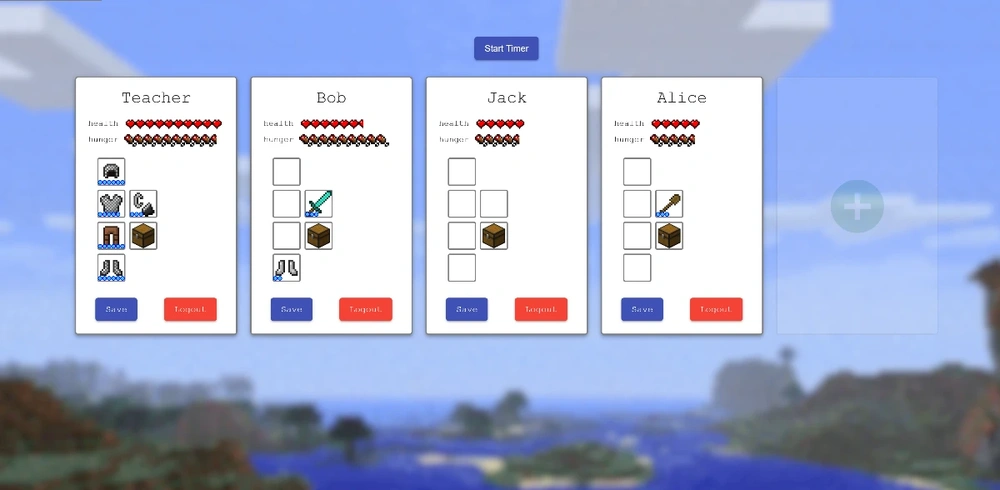 Start Timer
Teacher
health
hunger
Save
Logout
Bob
health
hunger
Save
Logout
Jack
health
hunger
Save
Logout
Alice
health
hunger
Save
Logout